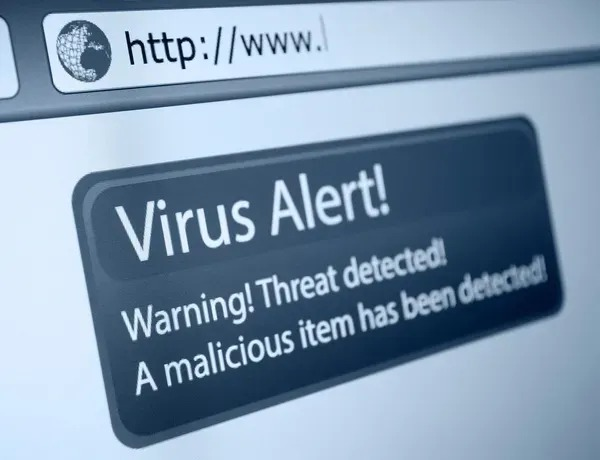 http://www.
Virus Alert!
Warning! Threat detected!
A malicious item has been detected!